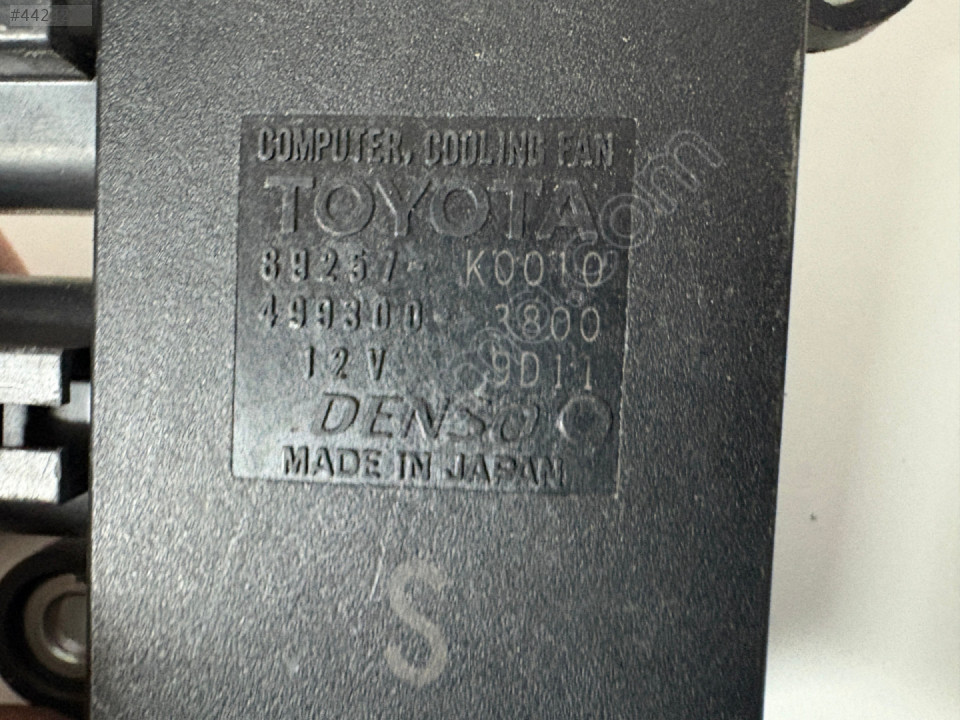 COMPUTER, COOLING FAN
TOYOTA
89257- K0010
499300- 3800
12V 9D11
DENSO
MADE IN JAPAN
S